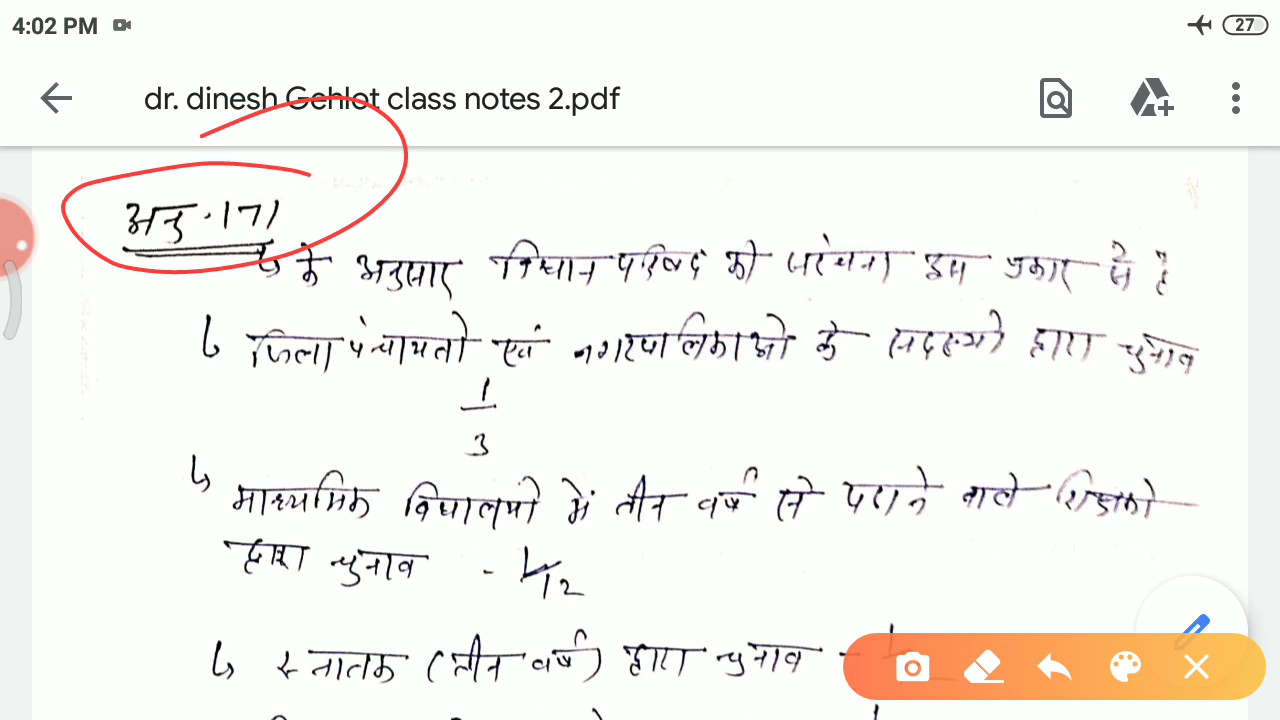 4:02 PM 27
dr. dinesh Gehlot class notes 2.pdf
अनु. 171
↳ के अनुसार विधान परिषद की संरचना इस प्रकार से है
↳ जिला पंचायतो एवं नगरपालिकाओ के सदस्यो द्वारा चुनाव
1/3
↳ माध्यमिक विद्यालयो में तीन वर्ष से पढाने वाले शिक्षको
द्वारा चुनाव - 1/12
↳ स्नातक (तीन वर्ष) द्वारा चुनाव -